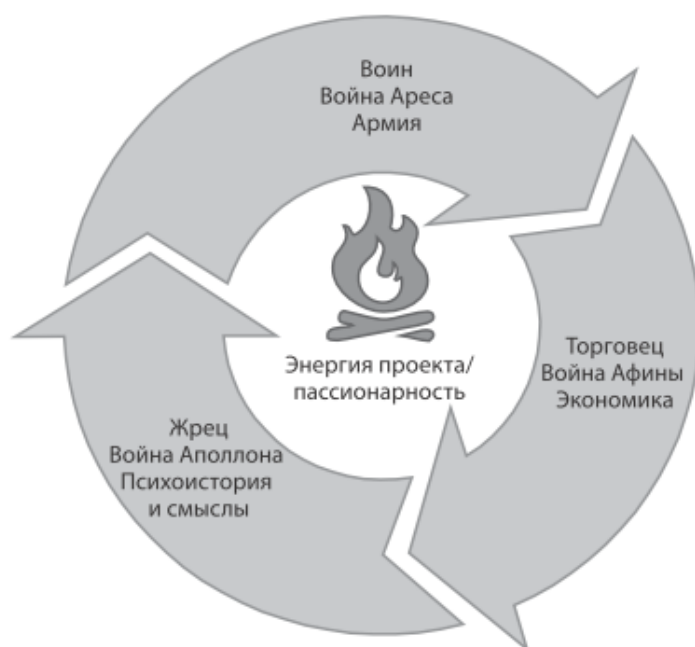 Воин
Война Ареса
Армия
Энергия проекта/
пассионарность
Торговец
Война Афины
Экономика
Жрец
Война Аполлона
Психоистория
и смыслы